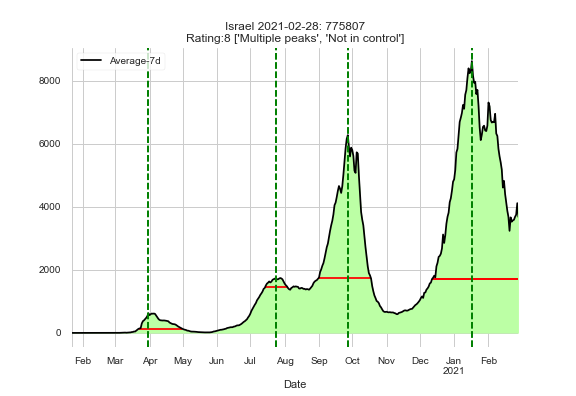 Israel 2021-02-28: 775807
Rating:8 ['Multiple peaks', 'Not in control']
Average-7d
8000
6000
4000
2000
0
Feb Mar Apr May Jun Jul Aug Sep Oct Nov Dec Jan Feb
2021
Date